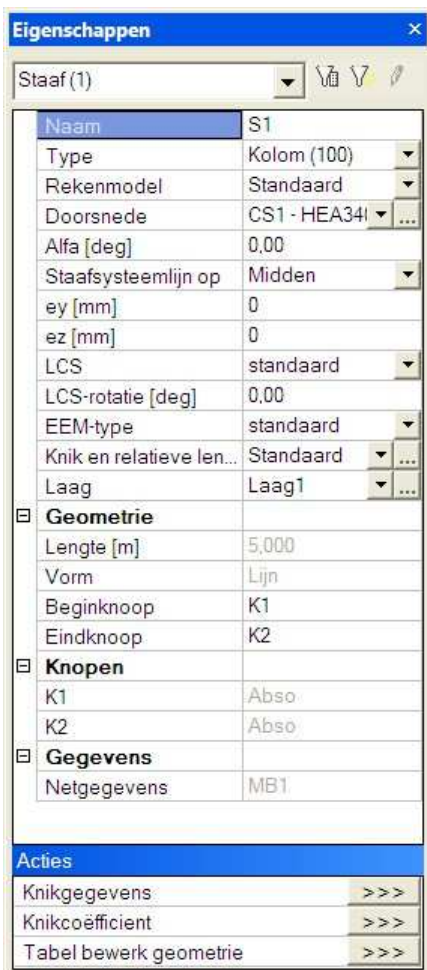 Eigenschappen ×
Staaf (1)
Naam S1
Type Kolom (100)
Rekenmodel Standaard
Doorsnede CS1 - HEA34 ...
Alfa [deg] 0,00
Staafsysteemlijn op Midden
ey [mm] 0
ez [mm] 0
LCS standaard
LCS-rotatie [deg] 0,00
EEM-type standaard
Knik en relatieve len... Standaard ...
Laag Laag1 ...
Geometrie
Lengte [m] 5,000
Vorm Lijn
Beginknoop K1
Eindknoop K2
Knopen
K1 Abso
K2 Abso
Gegevens
Netgegevens MB1
Acties
Knikgegevens >>>
Knikcoëfficient >>>
Tabel bewerk geometrie >>>